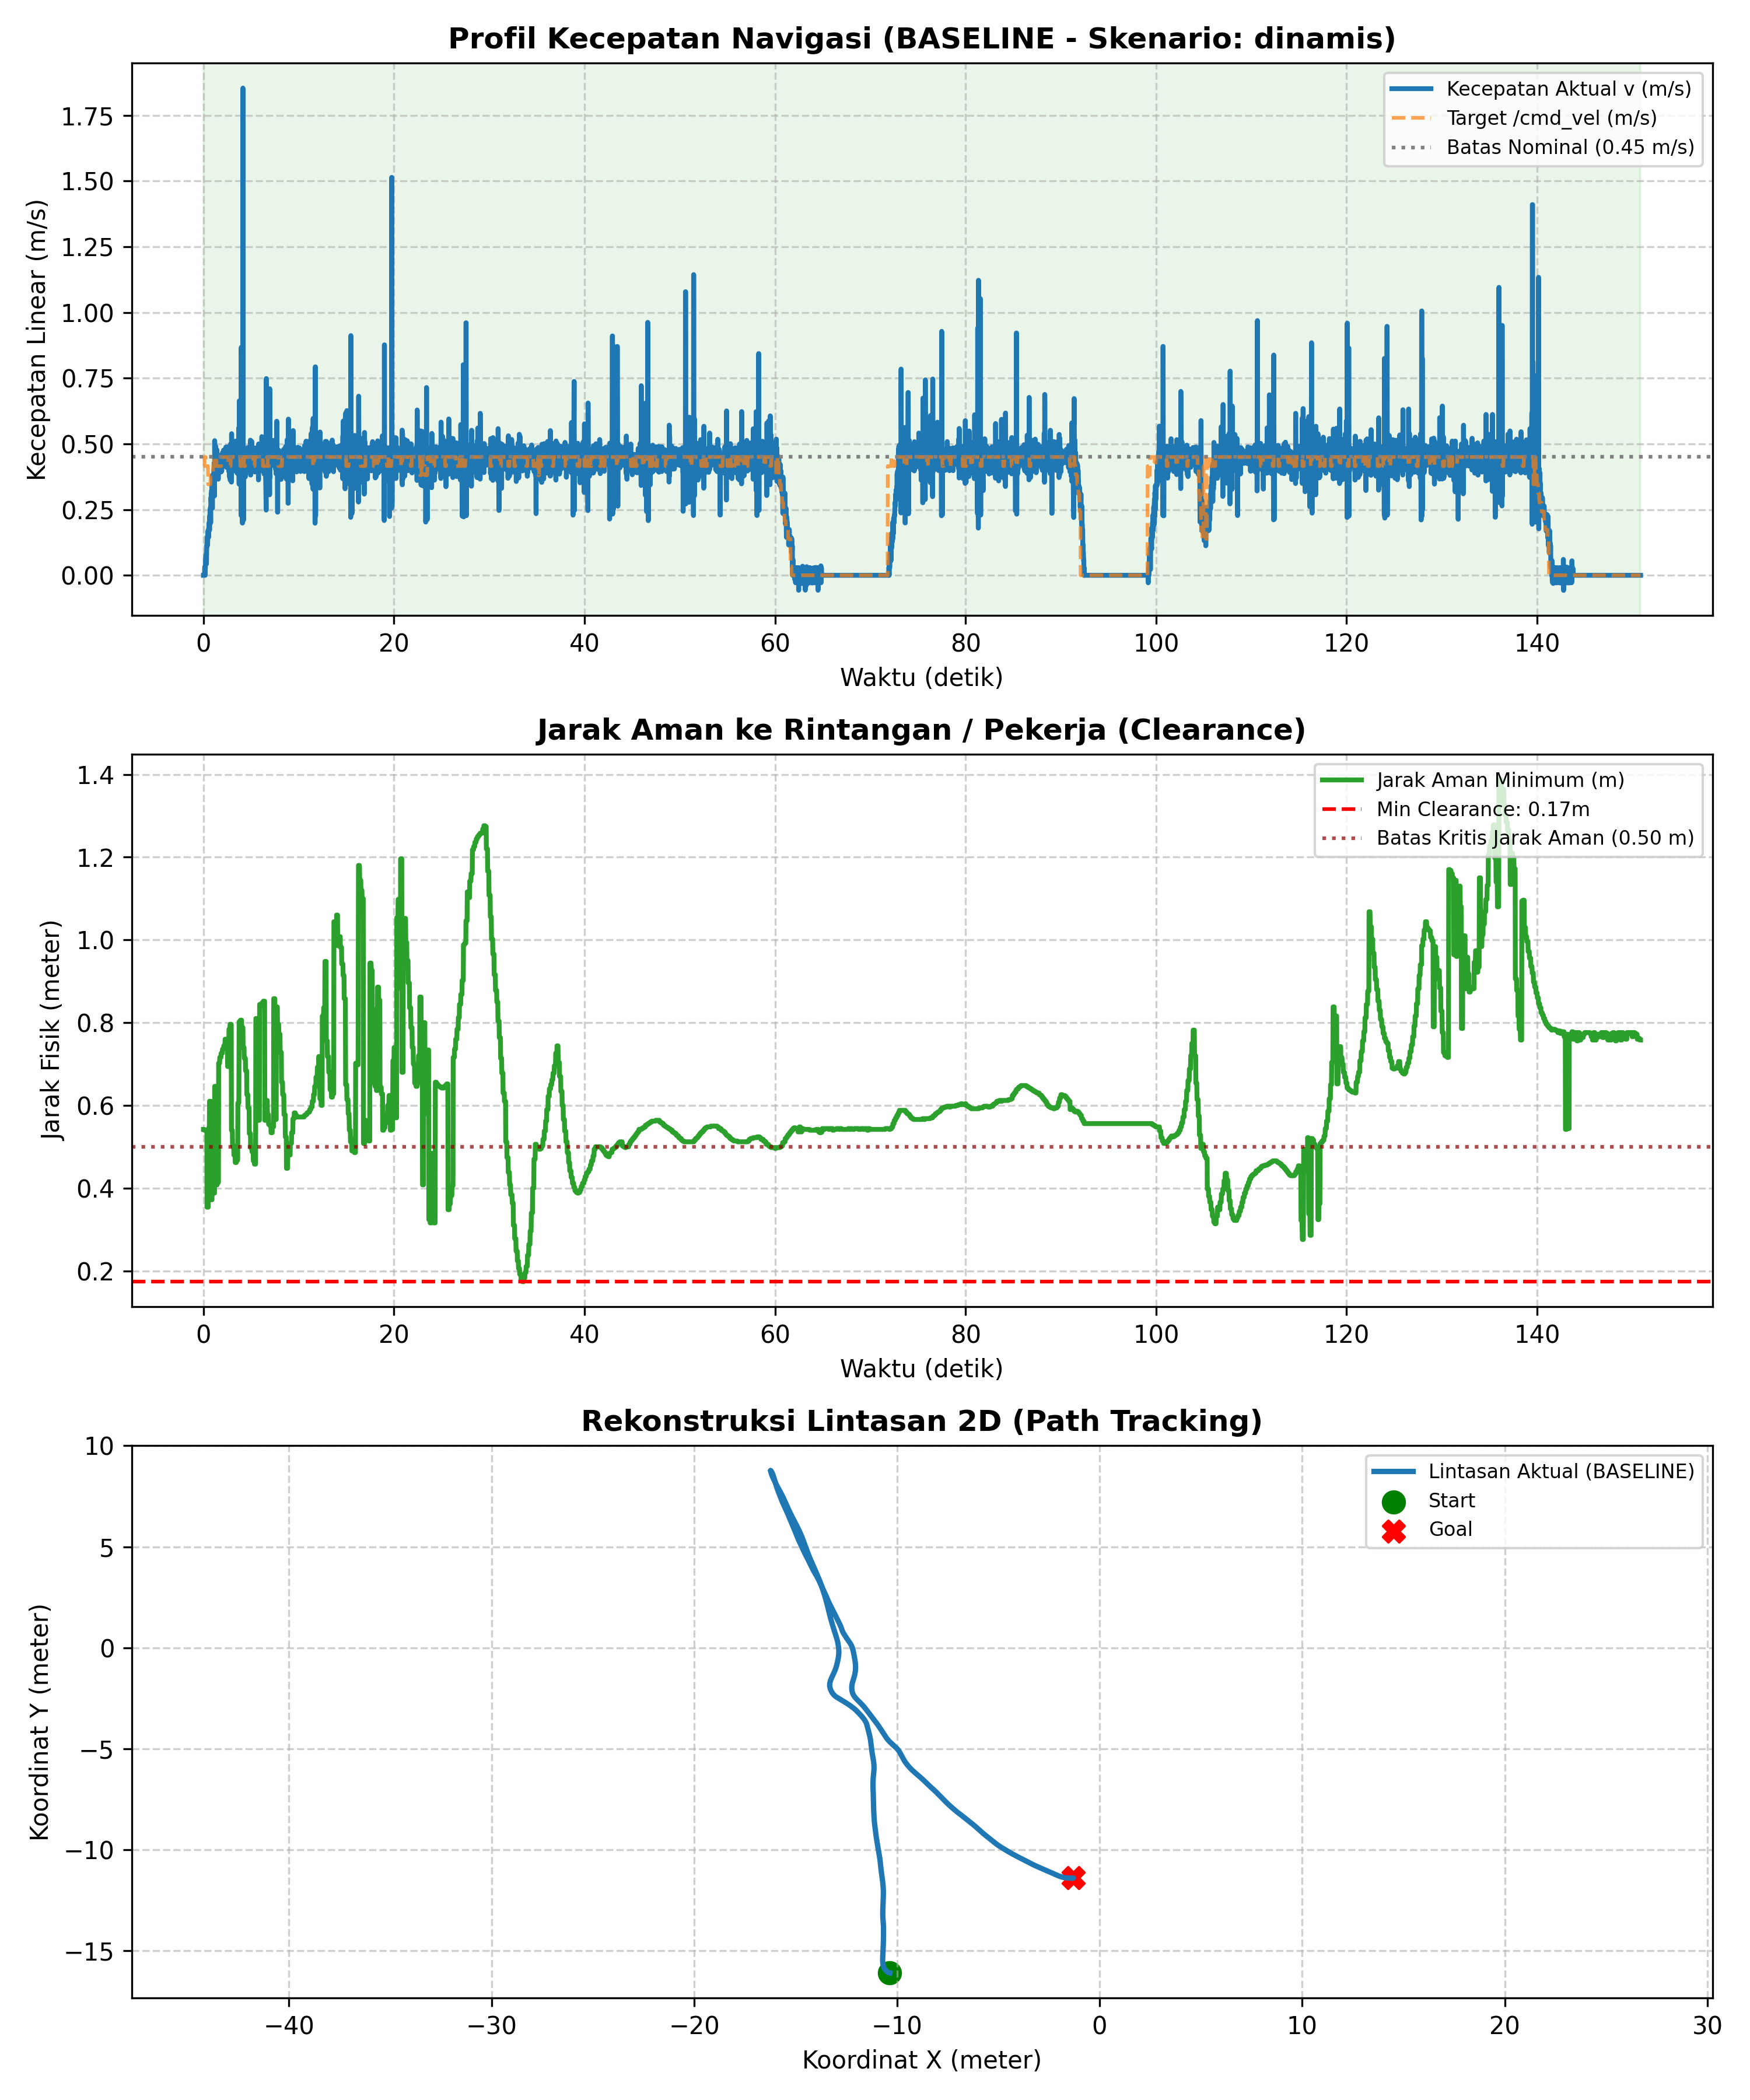 Profil Kecepatan Navigasi (BASELINE - Skenario: dinamis)
Kecepatan Linear (m/s)
1.75
1.50
1.25
1.00
0.75
0.50
0.25
0.00
Kecepatan Aktual v (m/s)
Target /cmd_vel (m/s)
Batas Nominal (0.45 m/s)
0 20 40 60 80 100 120 140
Waktu (detik)
Jarak Aman ke Rintangan / Pekerja (Clearance)
Jarak Fisik (meter)
1.4
1.2
1.0
0.8
0.6
0.4
0.2
Jarak Aman Minimum (m)
Min Clearance: 0.17m
Batas Kritis Jarak Aman (0.50 m)
0 20 40 60 80 100 120 140
Waktu (detik)
Rekonstruksi Lintasan 2D (Path Tracking)
Koordinat Y (meter)
10
5
0
−5
−10
−15
Lintasan Aktual (BASELINE)
Start
Goal
−40 −30 −20 −10 0 10 20 30
Koordinat X (meter)